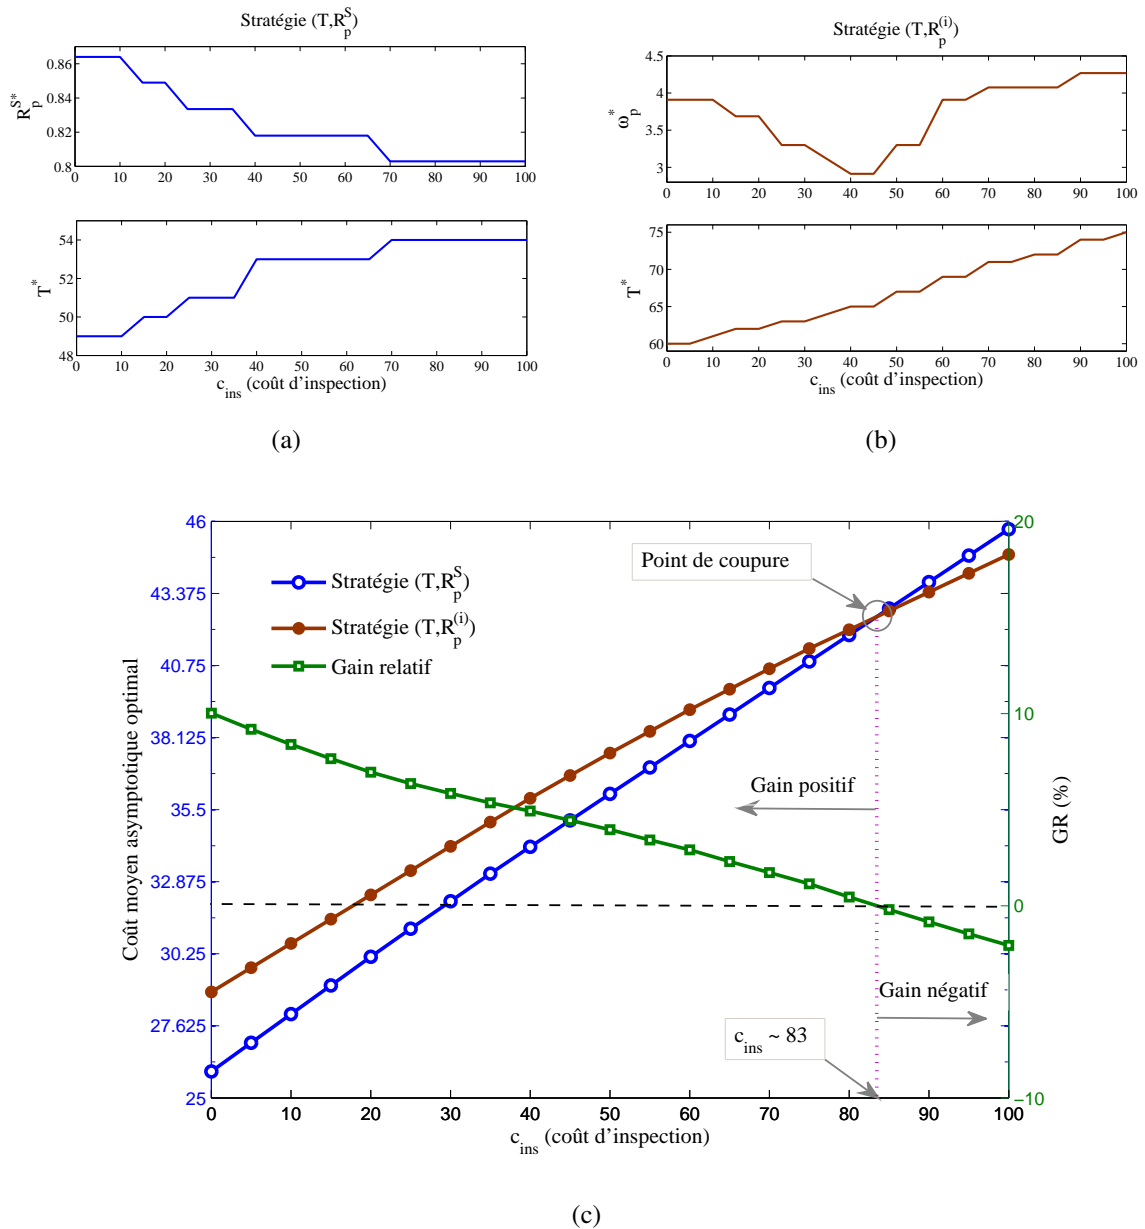 Stratégie (T,R_p^S)
0.86
0.84
0.82
0.8
R_p^S*
0 10 20 30 40 50 60 70 80 90 100
54
52
50
48
T*
0 10 20 30 40 50 60 70 80 90 100
c_ins (coût d'inspection)
(a)
Stratégie (T,R_p^(i))
4.5
4
3.5
3
ω_p*
0 10 20 30 40 50 60 70 80 90 100
75
70
65
60
T*
0 10 20 30 40 50 60 70 80 90 100
c_ins (coût d'inspection)
(b)
46
43.375
40.75
38.125
35.5
32.875
30.25
27.625
25
Coût moyen asymptotique optimal
Stratégie (T,R_p^S)
Stratégie (T,R_p^(i))
Gain relatif
Point de coupure
Gain positif
Gain négatif
c_ins ~ 83
20
10
0
−10
GR (%)
0 10 20 30 40 50 60 70 80 90 100
c_ins (coût d'inspection)
(c)